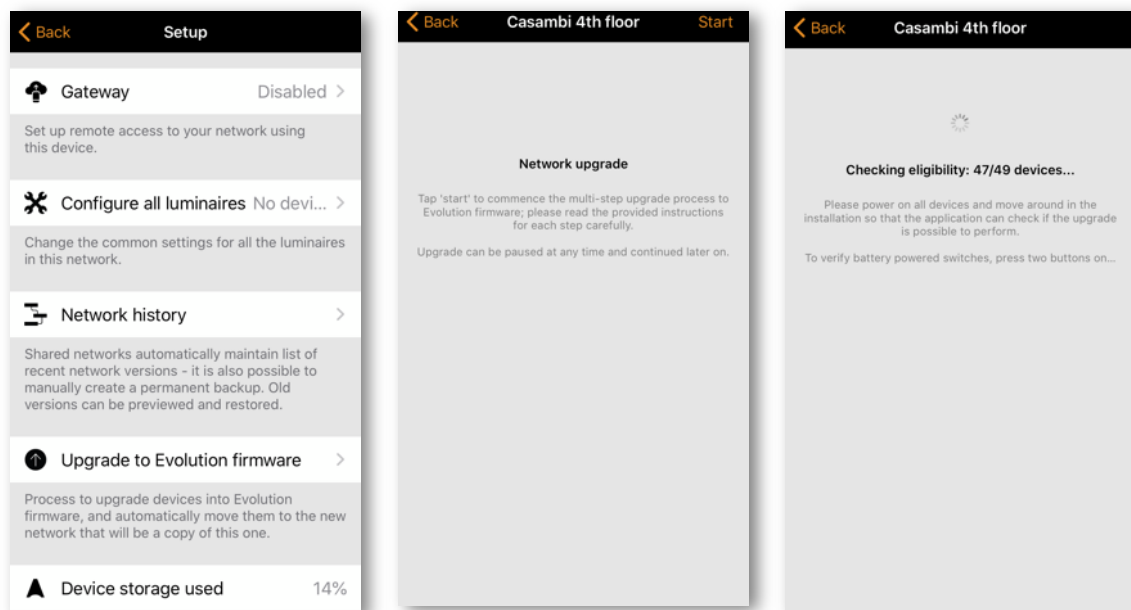 Back
Setup
Gateway
Disabled
Set up remote access to your network using
this device.
Configure all luminaires
No devi...
Change the common settings for all the luminaires
in this network.
Network history
Shared networks automatically maintain list of
recent network versions - it is also possible to
manually create a permanent backup. Old
versions can be previewed and restored.
Upgrade to Evolution firmware
Process to upgrade devices into Evolution
firmware, and automatically move them to the new
network that will be a copy of this one.
Device storage used
14%
Back
Casambi 4th floor
Start
Network upgrade
Tap 'start' to commence the multi-step upgrade process to
Evolution firmware; please read the provided instructions
for each step carefully.
Upgrade can be paused at any time and continued later on.
Back
Casambi 4th floor
Checking eligibility: 47/49 devices...
Please power on all devices and move around in the
installation so that the application can check if the upgrade
is possible to perform.
To verify battery powered switches, press two buttons on...